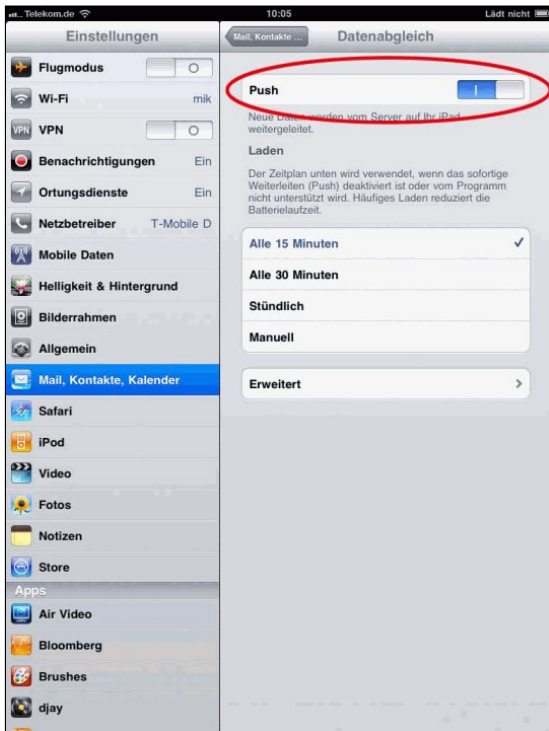 Telekom.de
10:05
Lädt nicht
Einstellungen
Flugmodus
Wi-Fi
mik
VPN
VPN
Benachrichtigungen
Ein
Ortungsdienste
Ein
Netzbetreiber
T-Mobile D
Mobile Daten
Helligkeit & Hintergrund
Bilderrahmen
Allgemein
Mail, Kontakte, Kalender
Safari
iPod
Video
Fotos
Notizen
Store
Apps
Air Video
Bloomberg
Brushes
djay
Mail, Kontakte ...
Datenabgleich
Push
Neue Daten werden vom Server auf Ihr iPad
weitergeleitet.
Laden
Der Zeitplan unten wird verwendet, wenn das sofortige
Weiterleiten (Push) deaktiviert ist oder vom Programm
nicht unterstützt wird. Häufiges Laden reduziert die
Batterielaufzeit.
Alle 15 Minuten
Alle 30 Minuten
Stündlich
Manuell
Erweitert